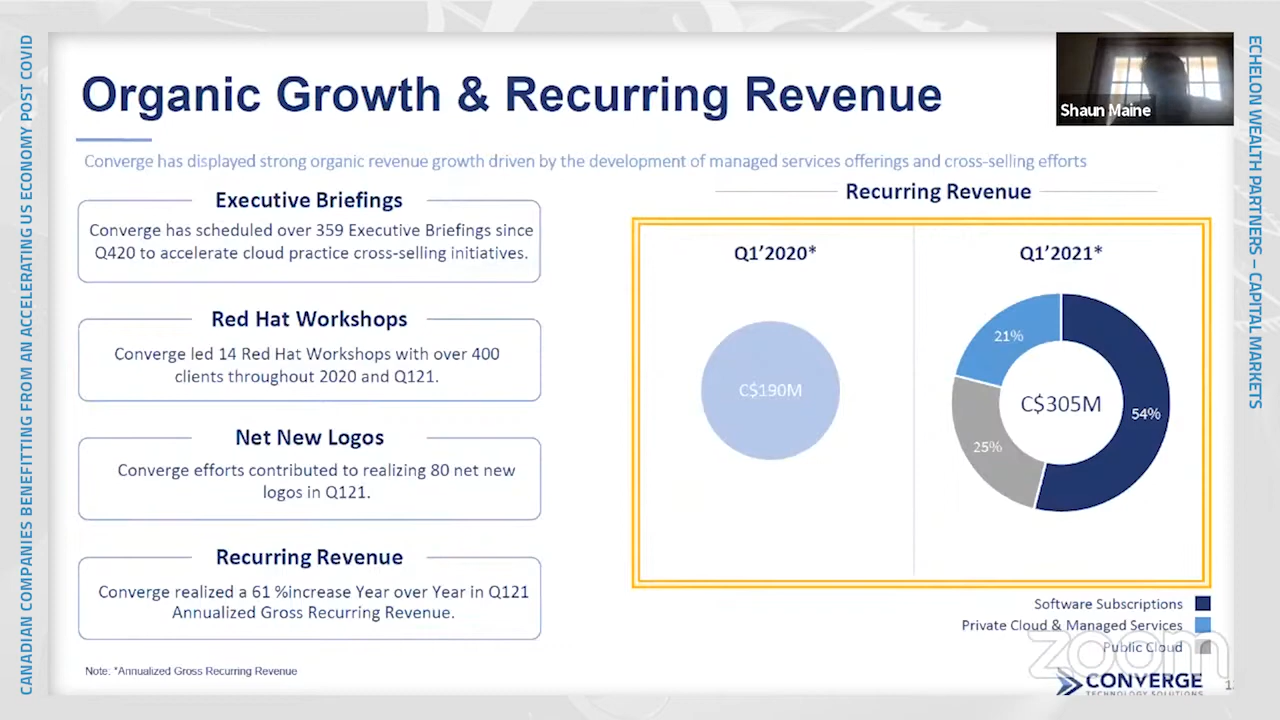 CANADIAN COMPANIES BENEFITTING FROM AN ACCELERATING US ECONOMY POST COVID
Organic Growth & Recurring Revenue
Shaun Maine
Converge has displayed strong organic revenue growth driven by the development of managed services offerings and cross-selling efforts
Executive Briefings
Converge has scheduled over 359 Executive Briefings since
Q420 to accelerate cloud practice cross-selling initiatives.
Red Hat Workshops
Converge led 14 Red Hat Workshops with over 400
clients throughout 2020 and Q121.
Net New Logos
Converge efforts contributed to realizing 80 net new
logos in Q121.
Recurring Revenue
Converge realized a 61 %increase Year over Year in Q121
Annualized Gross Recurring Revenue.
Note: *Annualized Gross Recurring Revenue
Recurring Revenue
Q1'2020*
C$190M
Q1'2021*
21%
C$305M
54%
25%
Software Subscriptions
Private Cloud & Managed Services
Public Cloud
zoom
CONVERGE
TECHNOLOGY SOLUTIONS
ECHELON WEALTH PARTNERS – CAPITAL MARKETS